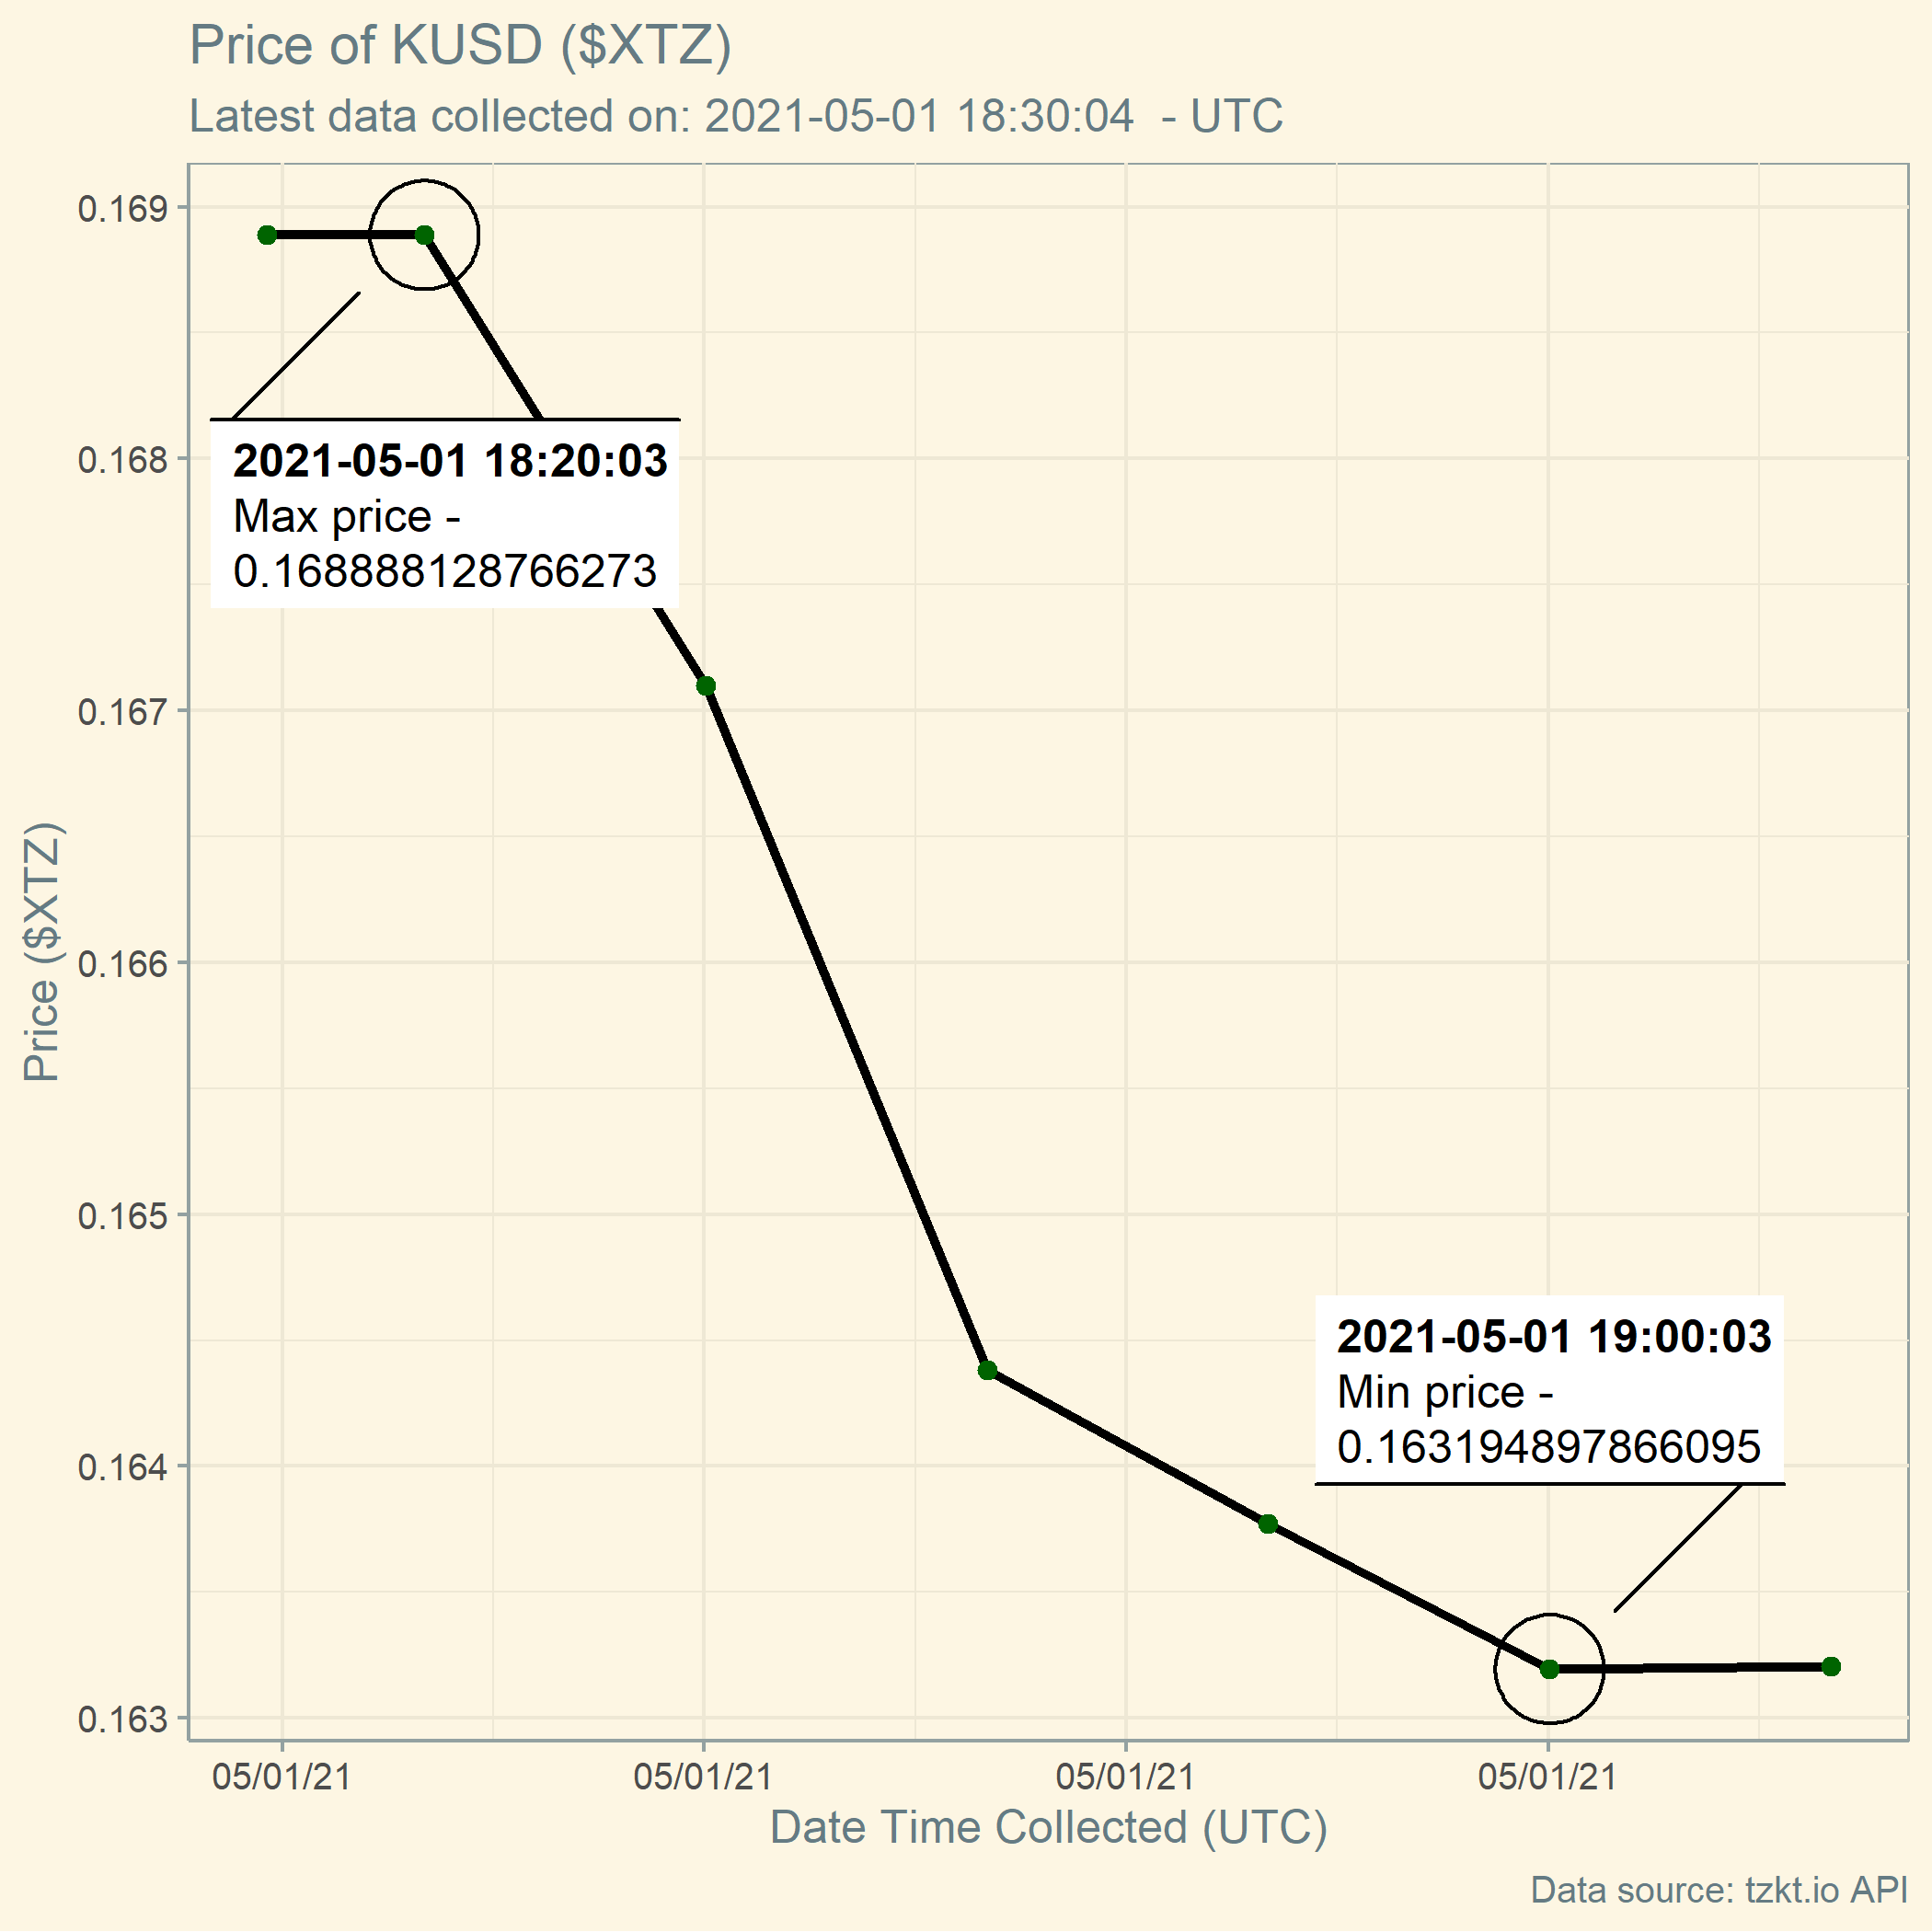 Price of KUSD ($XTZ)
Latest data collected on: 2021-05-01 18:30:04  - UTC
0.169
0.168
0.167
0.166
0.165
0.164
0.163
Price ($XTZ)
2021-05-01 18:20:03
Max price -
0.168888128766273
2021-05-01 19:00:03
Min price -
0.163194897866095
05/01/21
05/01/21
05/01/21
05/01/21
Date Time Collected (UTC)
Data source: tzkt.io API